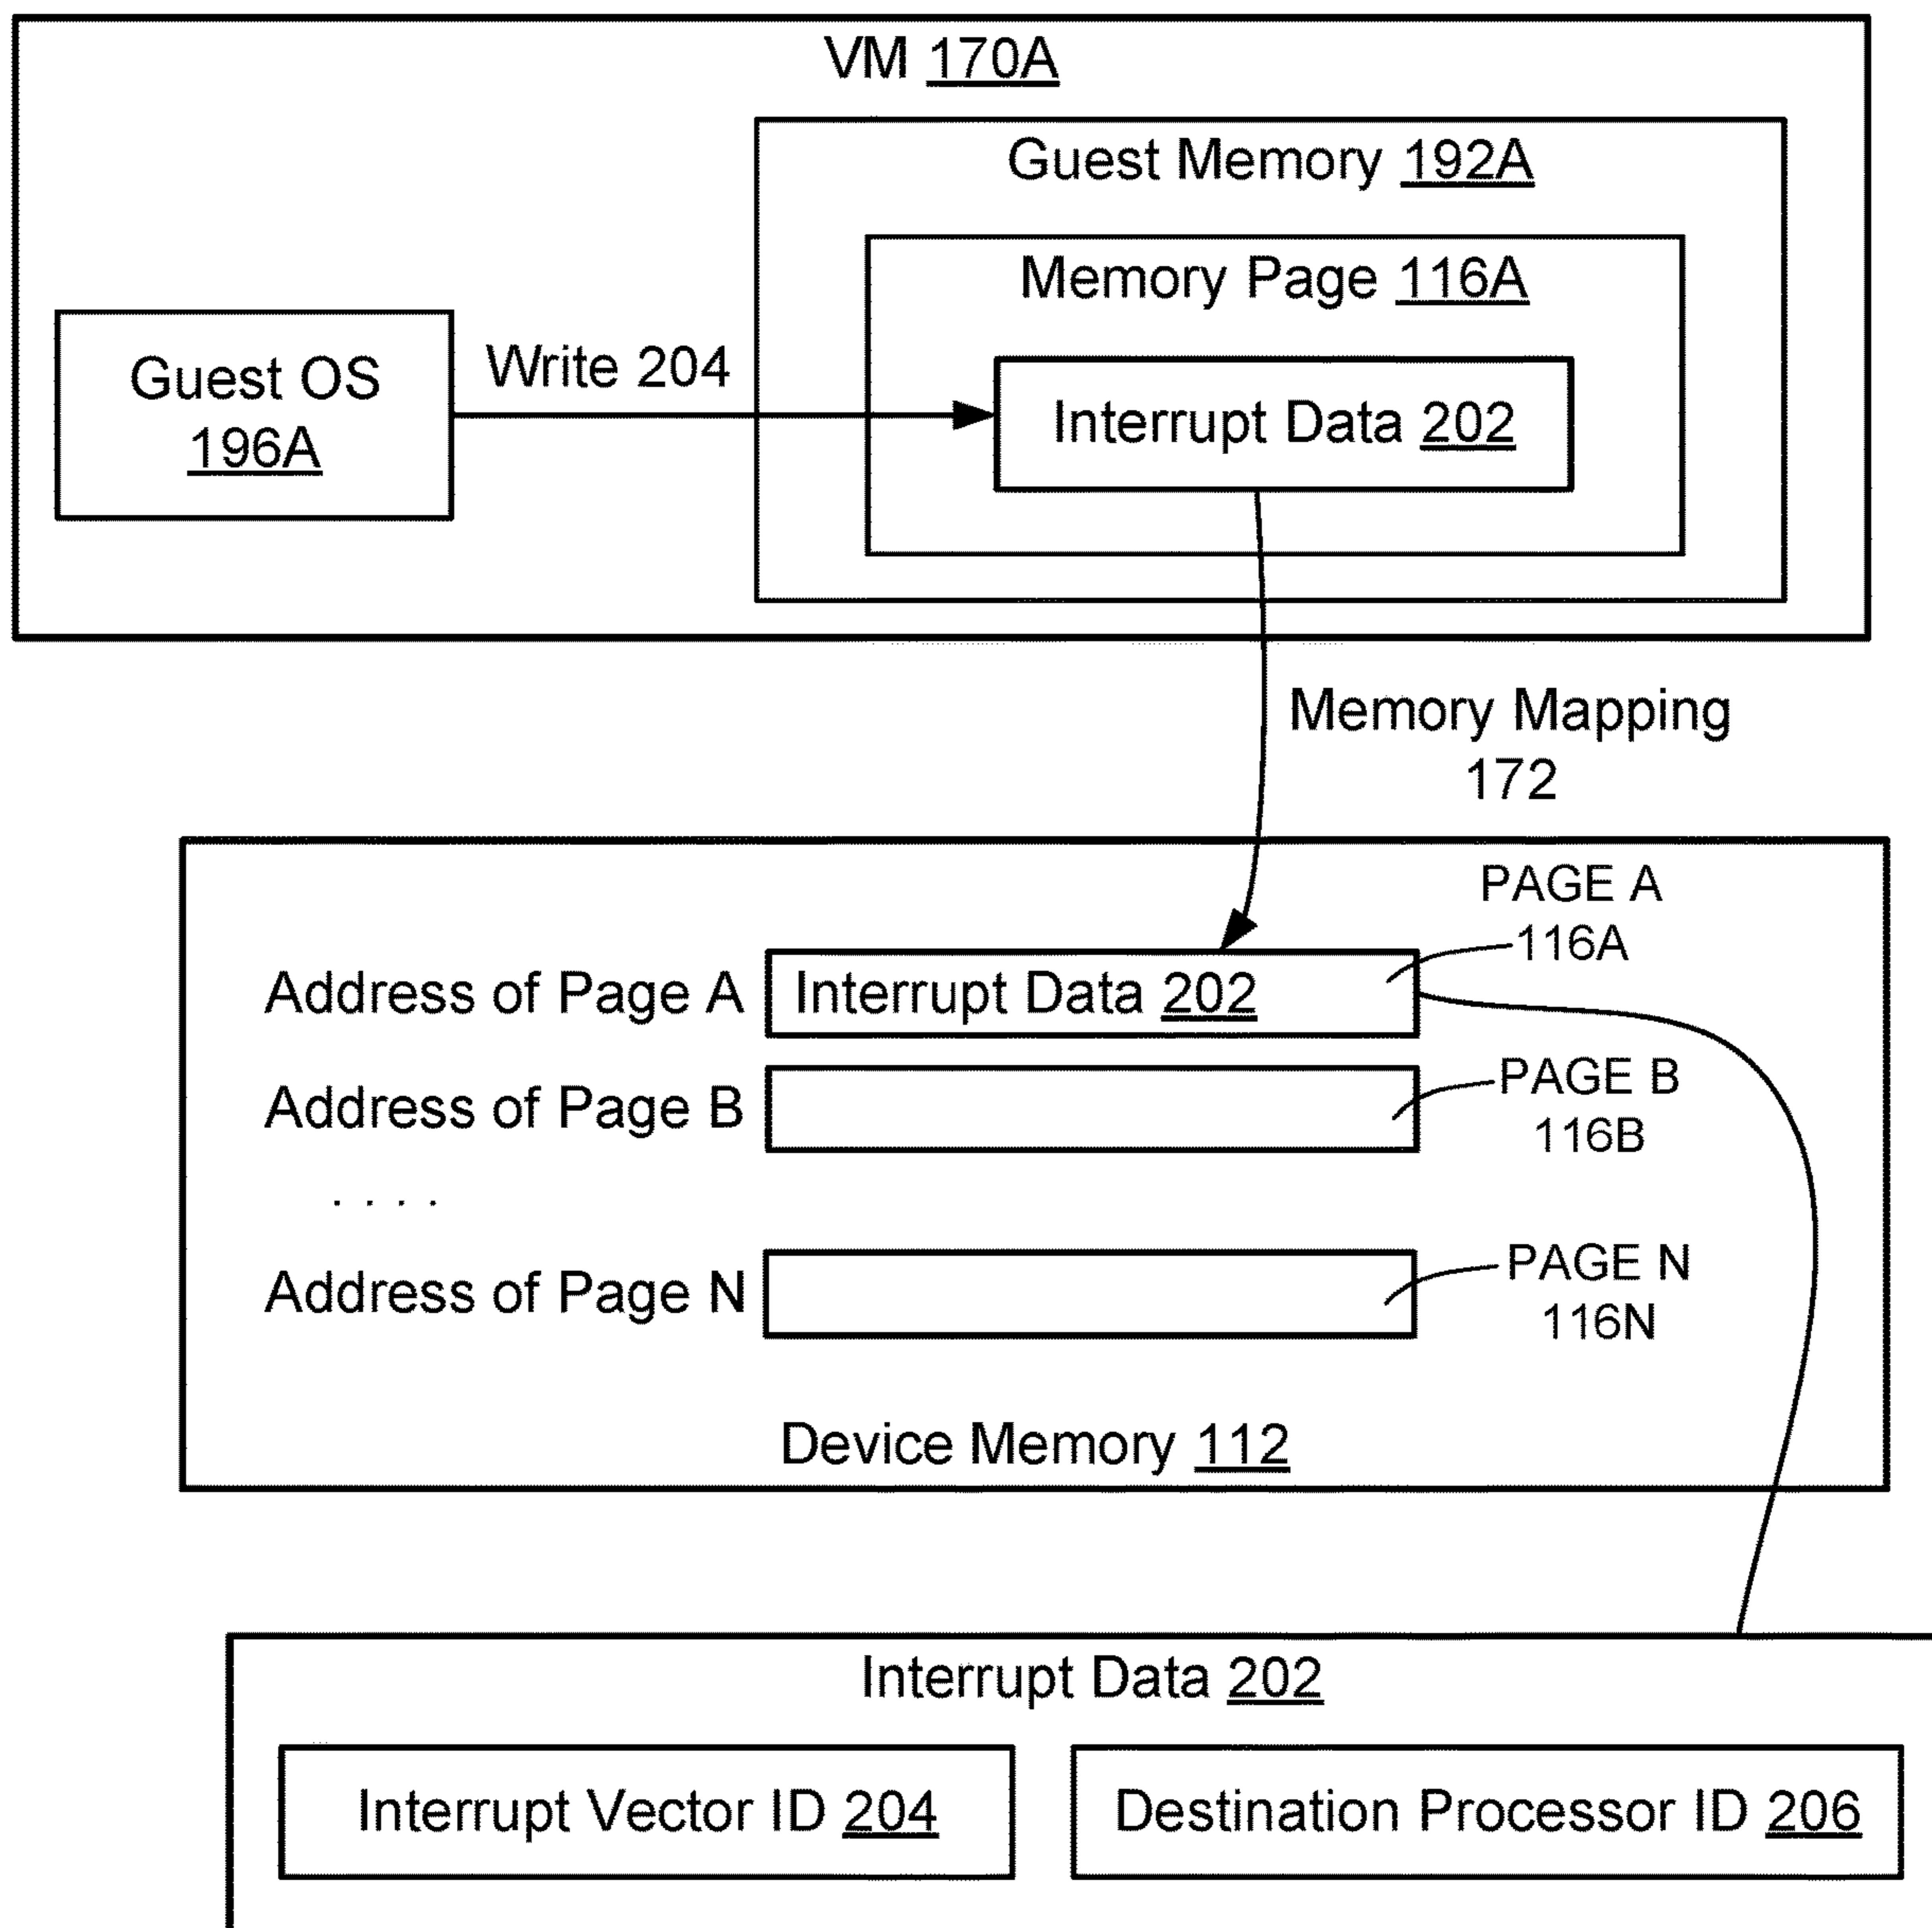 VM 170A
Guest Memory 192A
Memory Page 116A
Guest OS
196A
Write 204
Interrupt Data 202
Memory Mapping
172
PAGE A
116A
Address of Page A
Interrupt Data 202
PAGE B
116B
Address of Page B
. . . .
PAGE N
116N
Address of Page N
Device Memory 112
Interrupt Data 202
Interrupt Vector ID 204
Destination Processor ID 206